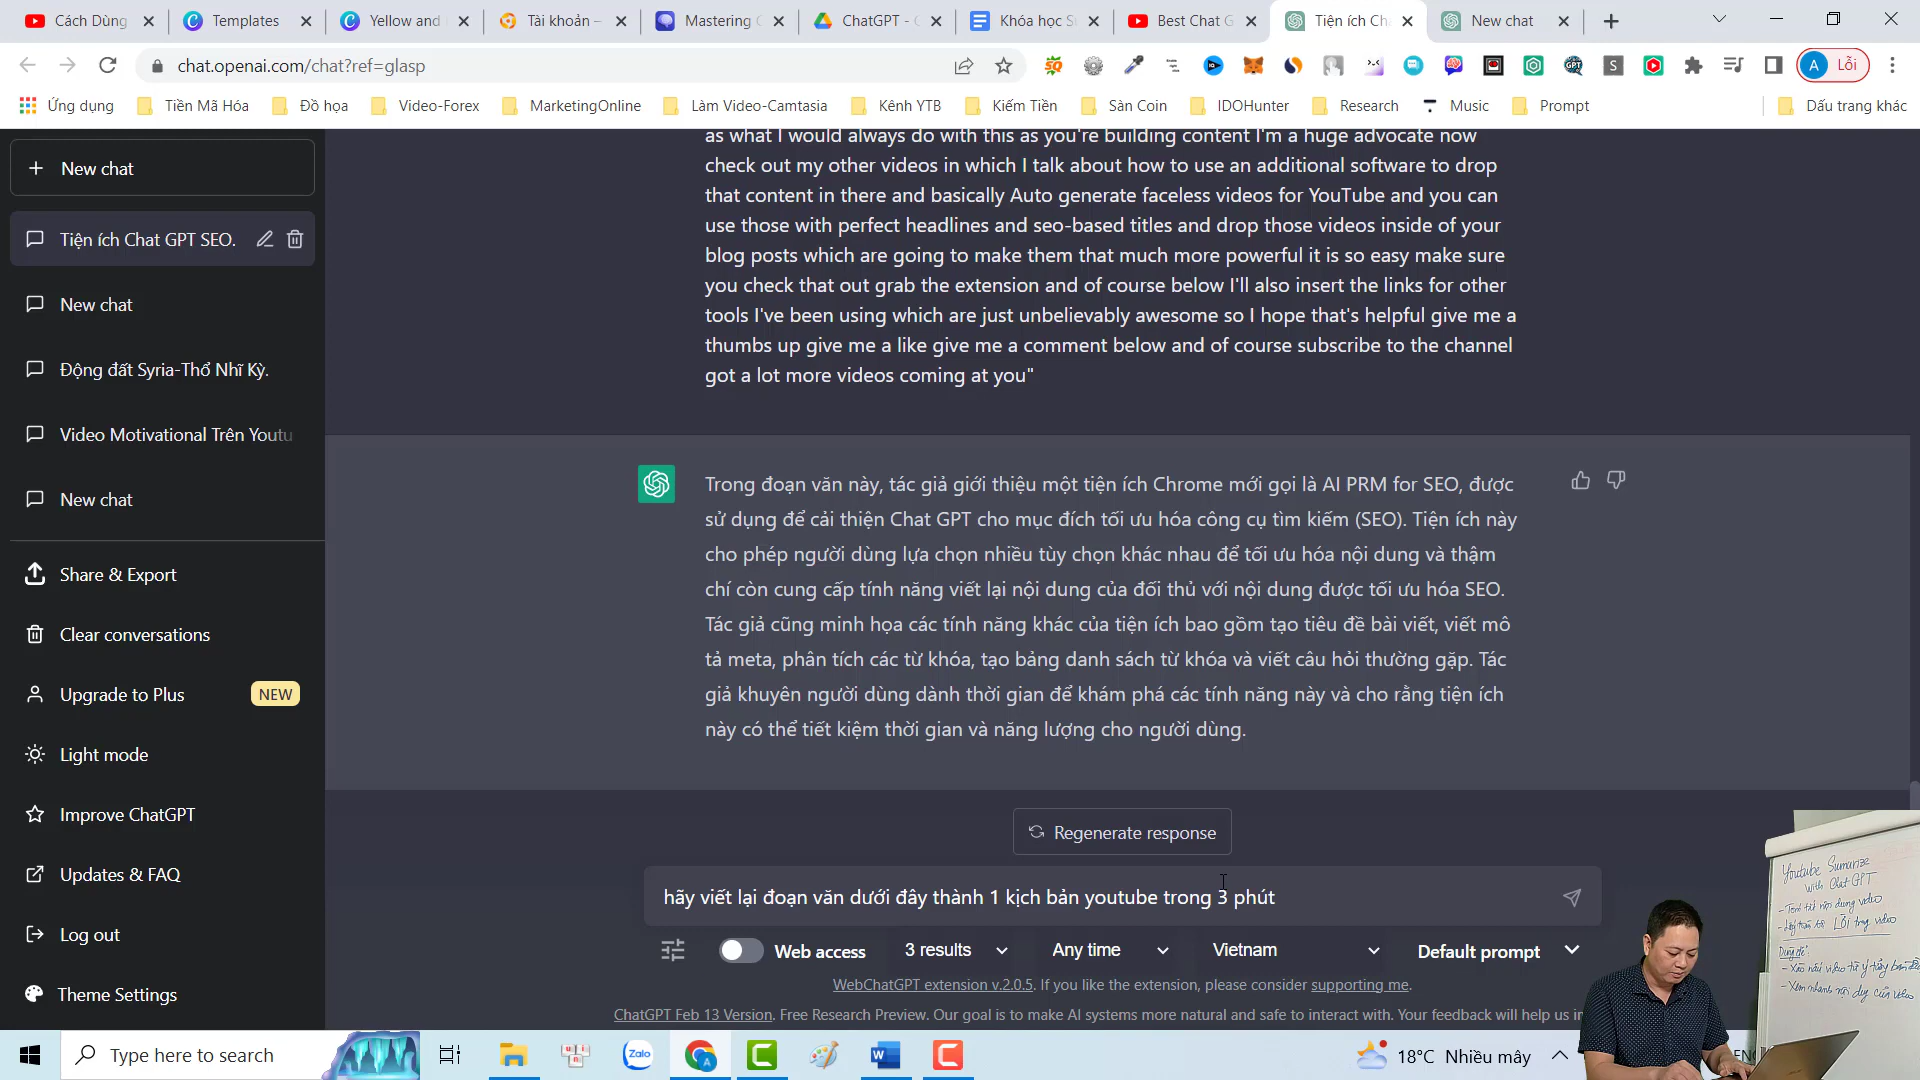 Cách Dùng
Templates
Yellow and
Tài khoản –
Mastering
ChatGPT -
Khóa học S
Best Chat G
Tiện ích Ch
New chat
chat.openai.com/chat?ref=glasp
A Lỗi
Ứng dụng
Tiền Mã Hóa
Đồ họa
Video-Forex
MarketingOnline
Làm Video-Camtasia
Kênh YTB
Kiếm Tiền
Sàn Coin
IDOHunter
Research
Music
Prompt
Dấu trang khác
New chat
Tiện ích Chat GPT SEO.
New chat
Động đất Syria-Thổ Nhĩ Kỳ.
Video Motivational Trên Youtu
New chat
Share & Export
Clear conversations
Upgrade to Plus NEW
Light mode
Improve ChatGPT
Updates & FAQ
Log out
Theme Settings
as what I would always do with this as you're building content I'm a huge advocate now
check out my other videos in which I talk about how to use an additional software to drop
that content in there and basically Auto generate faceless videos for YouTube and you can
use those with perfect headlines and seo-based titles and drop those videos inside of your
blog posts which are going to make them that much more powerful it is so easy make sure
you check that out grab the extension and of course below I'll also insert the links for other
tools I've been using which are just unbelievably awesome so I hope that's helpful give me a
thumbs up give me a like give me a comment below and of course subscribe to the channel
got a lot more videos coming at you"
Trong đoạn văn này, tác giả giới thiệu một tiện ích Chrome mới gọi là AI PRM for SEO, được
sử dụng để cải thiện Chat GPT cho mục đích tối ưu hóa công cụ tìm kiếm (SEO). Tiện ích này
cho phép người dùng lựa chọn nhiều tùy chọn khác nhau để tối ưu hóa nội dung và thậm
chí còn cung cấp tính năng viết lại nội dung của đối thủ với nội dung được tối ưu hóa SEO.
Tác giả cũng minh họa các tính năng khác của tiện ích bao gồm tạo tiêu đề bài viết, viết mô
tả meta, phân tích các từ khóa, tạo bảng danh sách từ khóa và viết câu hỏi thường gặp. Tác
giả khuyên người dùng dành thời gian để khám phá các tính năng này và cho rằng tiện ích
này có thể tiết kiệm thời gian và năng lượng cho người dùng.
Regenerate response
hãy viết lại đoạn văn dưới đây thành 1 kịch bản youtube trong 3 phút
Web access
3 results
Any time
Vietnam
Default prompt
WebChatGPT extension v.2.0.5. If you like the extension, please consider supporting me.
ChatGPT Feb 13 Version. Free Research Preview. Our goal is to make AI systems more natural and safe to interact with. Your feedback will help us
Youtube Summarize
with Chat GPT
- Tóm tắt nội dung video
video
Type here to search
Zalo
18°C Nhiều mây